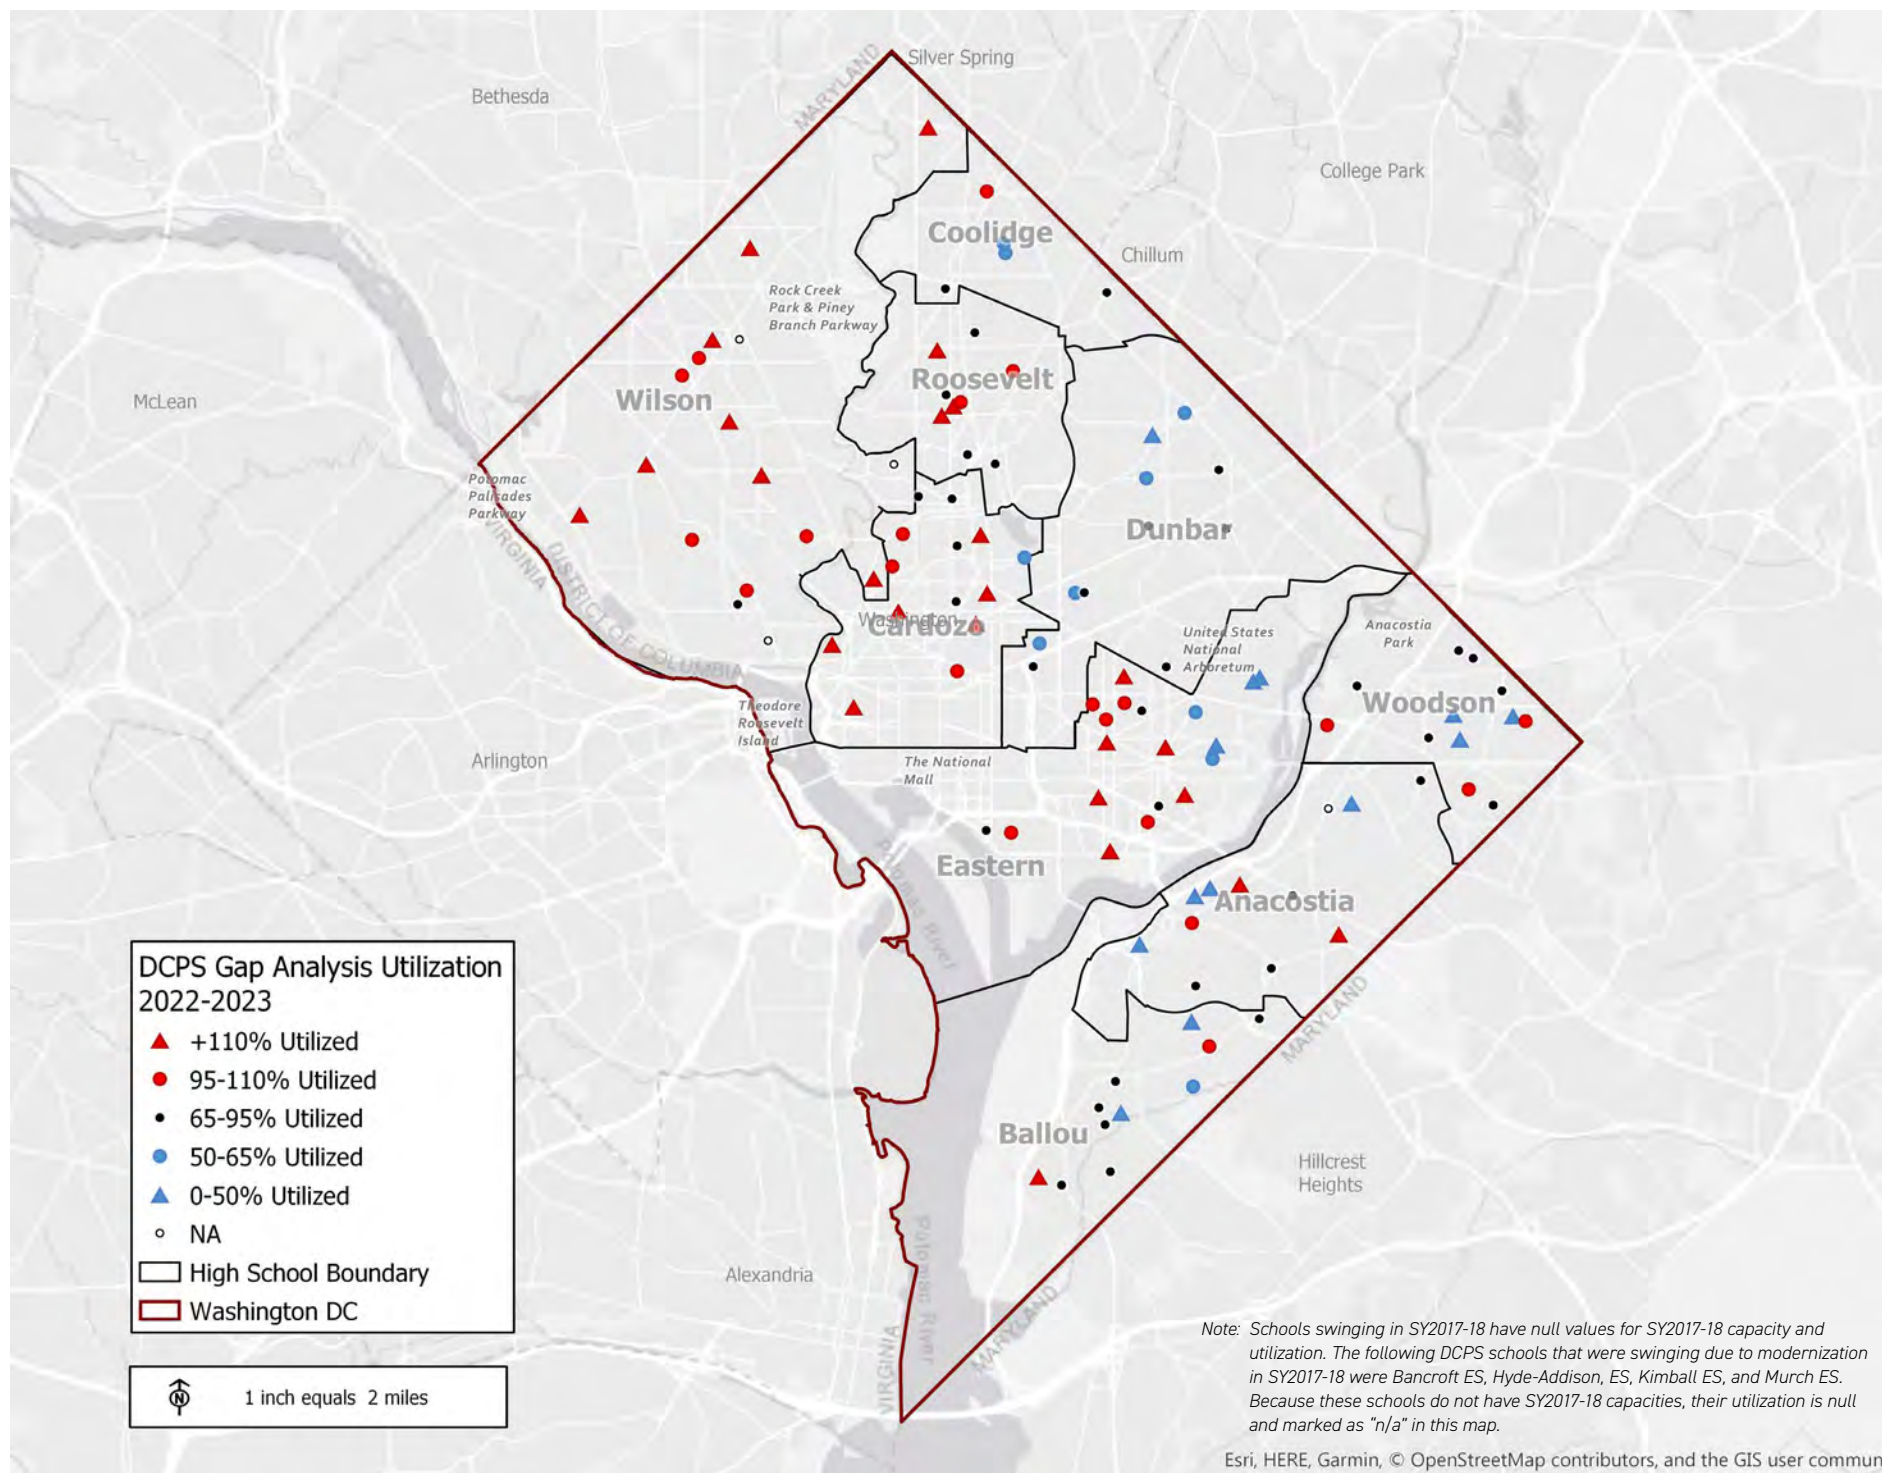 Silver Spring
MARYLAND
Bethesda
College Park
Coolidge
Chillum
Rock Creek
Park & Piney
Branch Parkway
Roosevelt
McLean
Wilson
Potomac
Palisades
Parkway
VIRGINIA
DISTRICT OF COLUMBIA
Dunbar
Washington
Cardozo
United States
National
Arboretum
Anacostia
Park
Woodson
Theodore
Roosevelt
Island
Arlington
The National
Mall
Eastern
Anacostia
Potomac River
MARYLAND
Ballou
Hillcrest
Heights
Alexandria
Potomac River
VIRGINIA
MARYLAND
DCPS Gap Analysis Utilization
2022-2023
+110% Utilized
95-110% Utilized
65-95% Utilized
50-65% Utilized
0-50% Utilized
NA
High School Boundary
Washington DC
N
1 inch equals 2 miles
Note: Schools swinging in SY2017-18 have null values for SY2017-18 capacity and
utilization. The following DCPS schools that were swinging due to modernization
in SY2017-18 were Bancroft ES, Hyde-Addison, ES, Kimball ES, and Murch ES.
Because these schools do not have SY2017-18 capacities, their utilization is null
and marked as "n/a" in this map.
Esri, HERE, Garmin, © OpenStreetMap contributors, and the GIS user commun